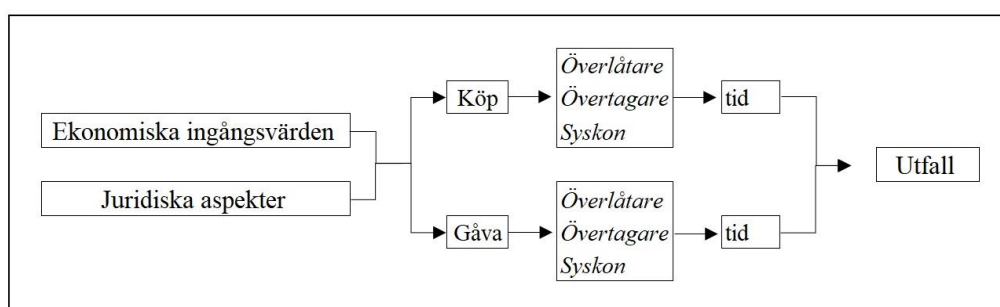 Ekonomiska ingångsvärden
Juridiska aspekter
Köp
Överlåtare
Övertagare
Syskon
tid
Gåva
Överlåtare
Övertagare
Syskon
tid
Utfall